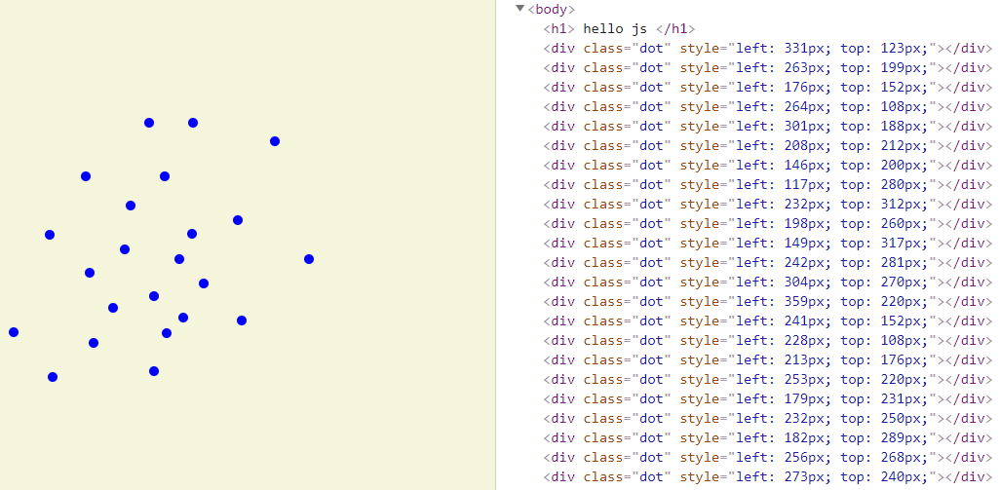 ▼<body>
<h1> hello js </h1>
<div class="dot" style="left: 331px; top: 123px;"></div>
<div class="dot" style="left: 263px; top: 199px;"></div>
<div class="dot" style="left: 176px; top: 152px;"></div>
<div class="dot" style="left: 264px; top: 108px;"></div>
<div class="dot" style="left: 301px; top: 188px;"></div>
<div class="dot" style="left: 208px; top: 212px;"></div>
<div class="dot" style="left: 146px; top: 200px;"></div>
<div class="dot" style="left: 117px; top: 280px;"></div>
<div class="dot" style="left: 232px; top: 312px;"></div>
<div class="dot" style="left: 198px; top: 260px;"></div>
<div class="dot" style="left: 149px; top: 317px;"></div>
<div class="dot" style="left: 242px; top: 281px;"></div>
<div class="dot" style="left: 304px; top: 270px;"></div>
<div class="dot" style="left: 359px; top: 220px;"></div>
<div class="dot" style="left: 241px; top: 152px;"></div>
<div class="dot" style="left: 228px; top: 108px;"></div>
<div class="dot" style="left: 213px; top: 176px;"></div>
<div class="dot" style="left: 253px; top: 220px;"></div>
<div class="dot" style="left: 179px; top: 231px;"></div>
<div class="dot" style="left: 232px; top: 250px;"></div>
<div class="dot" style="left: 182px; top: 289px;"></div>
<div class="dot" style="left: 256px; top: 268px;"></div>
<div class="dot" style="left: 273px; top: 240px;"></div>